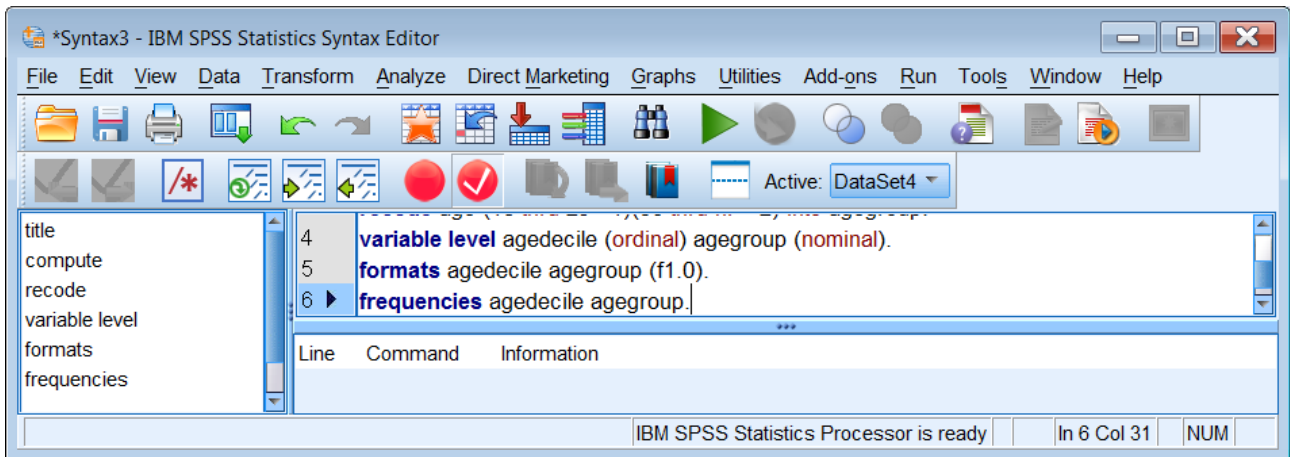 *Syntax3 - IBM SPSS Statistics Syntax Editor
File Edit View Data Transform Analyze Direct Marketing Graphs Utilities Add-ons Run Tools Window Help
/*
Active: DataSet4
title
compute
recode
variable level
formats
frequencies
4 variable level agedecile (ordinal) agegroup (nominal).
5 formats agedecile agegroup (f1.0).
6 frequencies agedecile agegroup.
Line Command Information
IBM SPSS Statistics Processor is ready In 6 Col 31 NUM